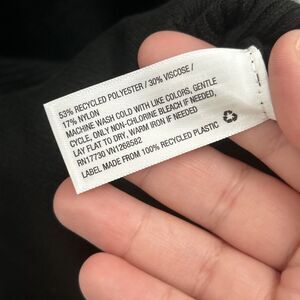 53% RECYCLED POLYESTER / 30% VISCOSE /
17% NYLON
MACHINE WASH COLD WITH LIKE COLORS, GENTLE
CYCLE, ONLY NON-CHLORINE BLEACH IF NEEDED,
LAY FLAT TO DRY, WARM IRON IF NEEDED
RN17730 VN1268582
LABEL MADE FROM 100% RECYCLED PLASTIC